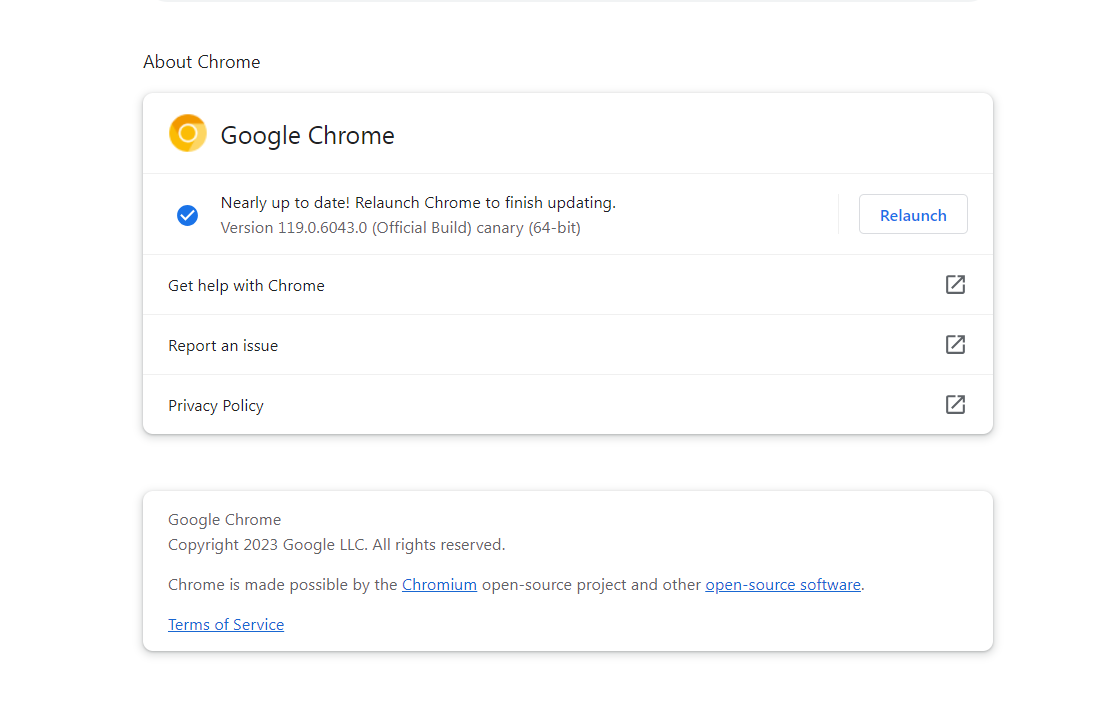 About Chrome
Google Chrome
Nearly up to date! Relaunch Chrome to finish updating.
Version 119.0.6043.0 (Official Build) canary (64-bit)
Relaunch
Get help with Chrome
Report an issue
Privacy Policy
Google Chrome
Copyright 2023 Google LLC. All rights reserved.
Chrome is made possible by the Chromium open-source project and other open-source software.
Terms of Service